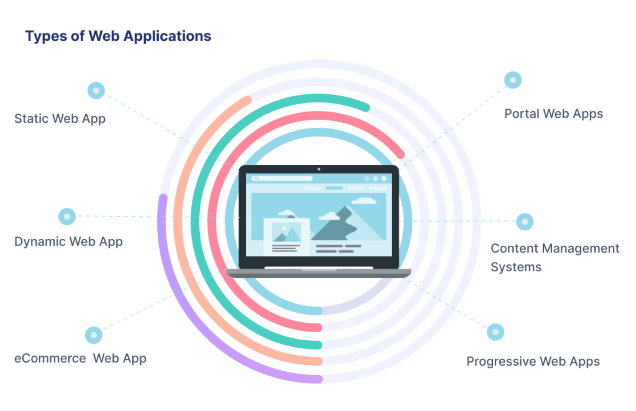 Types of Web Applications
Static Web App
Portal Web Apps
Dynamic Web App
Content Management
Systems
eCommerce Web App
Progressive Web Apps